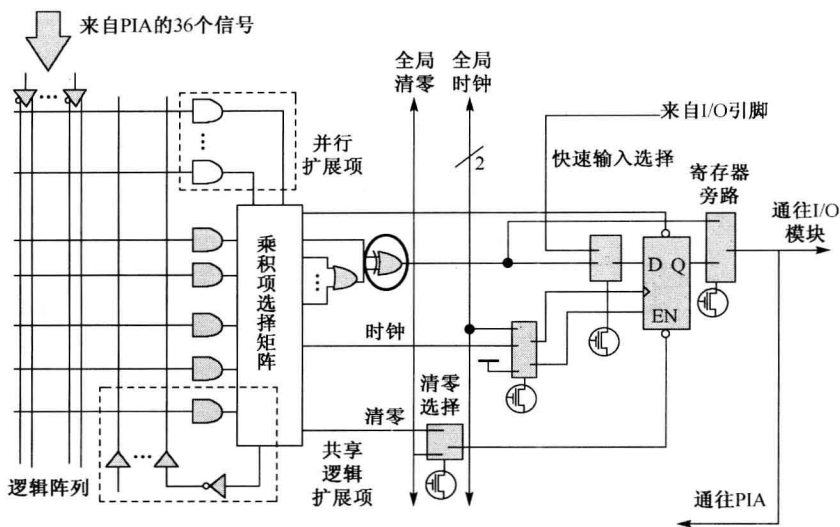 来自PIA的36个信号
全局
清零
全局
时钟
来自I/O引脚
快速输入选择
寄存器
旁路
通往I/O
模块
并行
扩展项
2
乘积项选择矩阵
D Q
EN
时钟
清零
清零
选择
共享
逻辑
扩展项
逻辑阵列
通往PIA